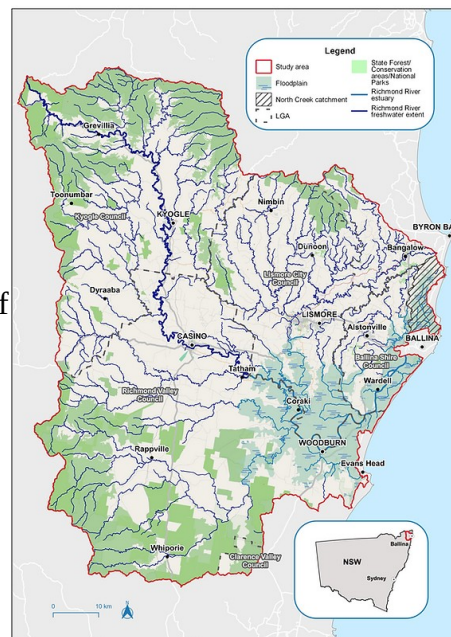 Legend
Study area
Floodplain
North Creek catchment
LGA
State Forest/
Conservation
areas/National
Parks
Richmond River
estuary
Richmond River
freshwater extent
Grevillia
Toonumbar
Kyogle Council
KYOGLE
Nimbin
BYRON BA
Dunoon
Bangalow
Lismore City
Council
Dyraaba
f
LISMORE
Alstonville
CASINO
BALLINA
Ballina Shire
Council
Tatham
Wardell
Richmond Valley
Council
Coraki
WOODBURN
Rappville
Evans Head
Whiporie
Clarence Valley
Council
NSW
Ballina
Sydney
0 10 km